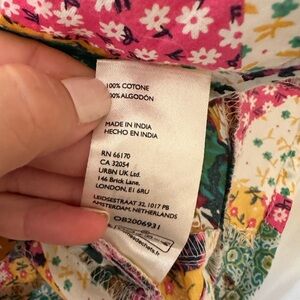 100% COTONE
100% ALGODÓN
MADE IN INDIA
HECHO EN INDIA
RN 66170
CA 32054
URBN UK Ltd.
146 Brick Lane,
LONDON, E1 6RU
LEIDSESTRAAT 32, 1017 PB
AMSTERDAM, NETHERLANDS
OB2006931